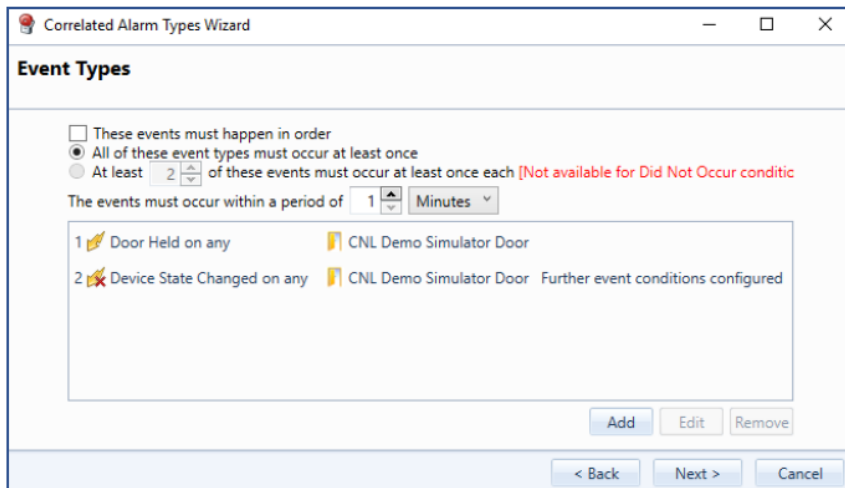 Correlated Alarm Types Wizard
Event Types
These events must happen in order
All of these event types must occur at least once
At least 2 of these events must occur at least once each [Not available for Did Not Occur conditic
The events must occur within a period of 1 Minutes
1 Door Held on any CNL Demo Simulator Door
2 Device State Changed on any CNL Demo Simulator Door Further event conditions configured
Add Edit Remove
< Back Next > Cancel